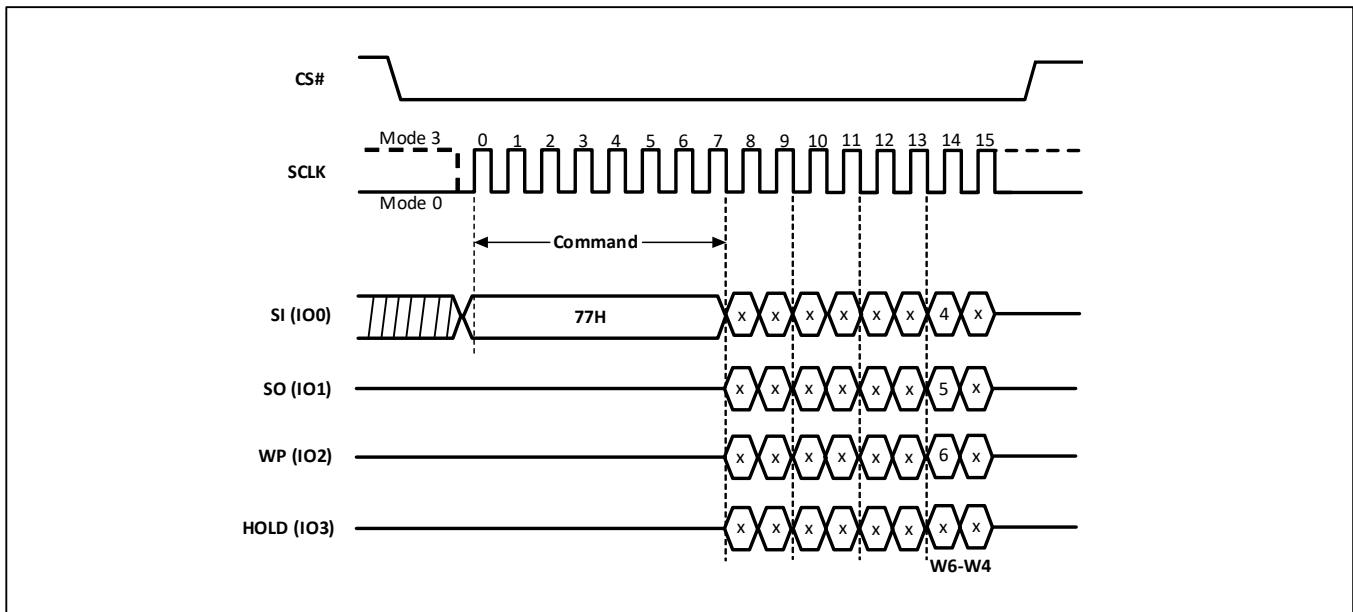 CS#
Mode 3
0 1 2 3 4 5 6 7 8 9 10 11 12 13 14 15
SCLK
Mode 0
Command
SI (IO0) 77H x x x x x x 4 x
SO (IO1) x x x x x x 5 x
WP (IO2) x x x x x x 6 x
HOLD (IO3) x x x x x x x x
W6-W4